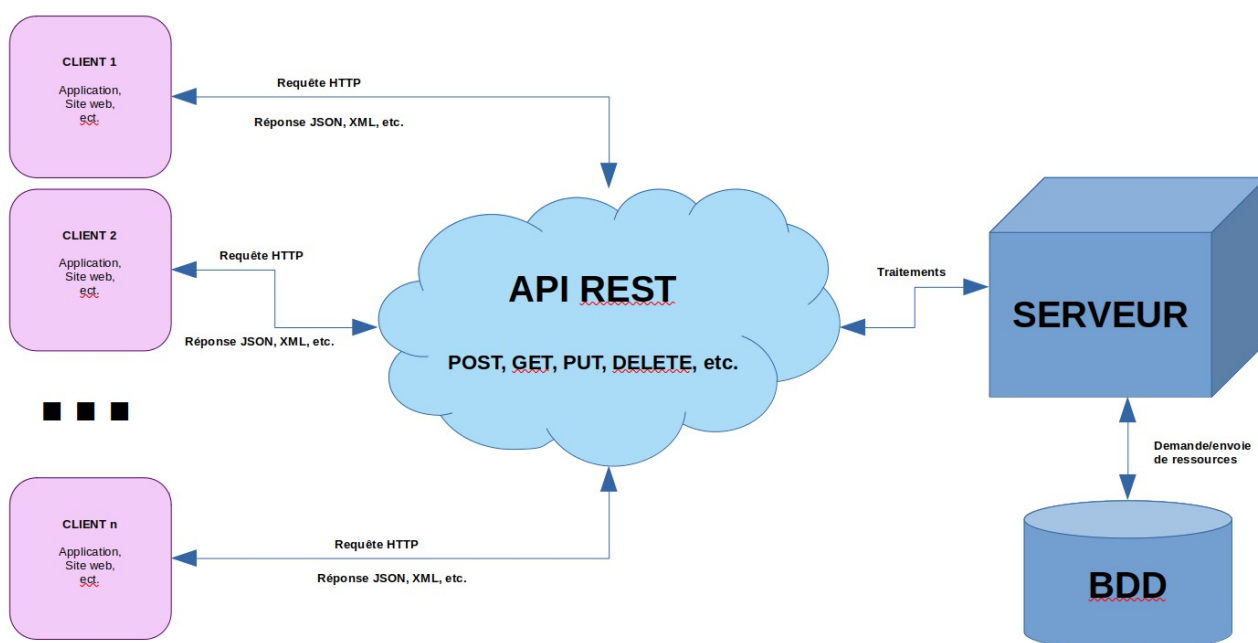 CLIENT 1
Application,
Site web,
ect.
Requête HTTP
Réponse JSON, XML, etc.
CLIENT 2
Application,
Site web,
ect.
Requête HTTP
Réponse JSON, XML, etc.
API REST
POST, GET, PUT, DELETE, etc.
Traitements
SERVEUR
Demande/envoie
de ressources
BDD
CLIENT n
Application,
Site web,
ect.
Requête HTTP
Réponse JSON, XML, etc.